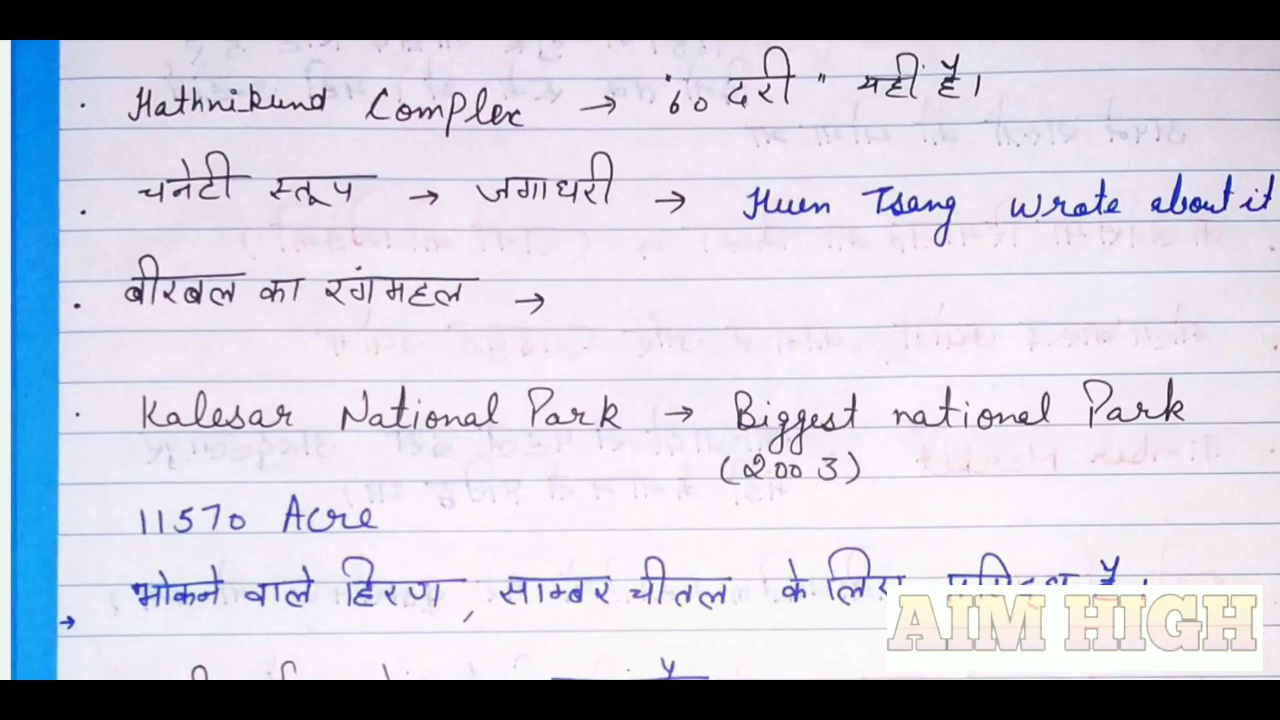 · Hathnikund Complex → "60 दरी" यहीं है।
· चनेटी स्तूप → जगाधरी → Huen Tsang wrote about it
· बीरबल का रंगमहल →
· Kalesar National Park → Biggest national Park
(2003)
11570 Acre
→ भोकने वाले हिरण, साम्बर चीतल के लिए है।
AIM HIGH